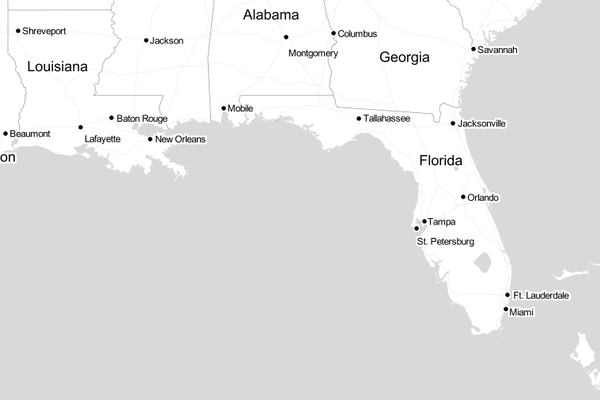 Alabama
Shreveport
Jackson
Columbus
Montgomery
Savannah
Georgia
Louisiana
Mobile
Baton Rouge
Tallahassee
Jacksonville
Beaumont
Lafayette
New Orleans
on
Florida
Orlando
Tampa
St. Petersburg
Ft. Lauderdale
Miami